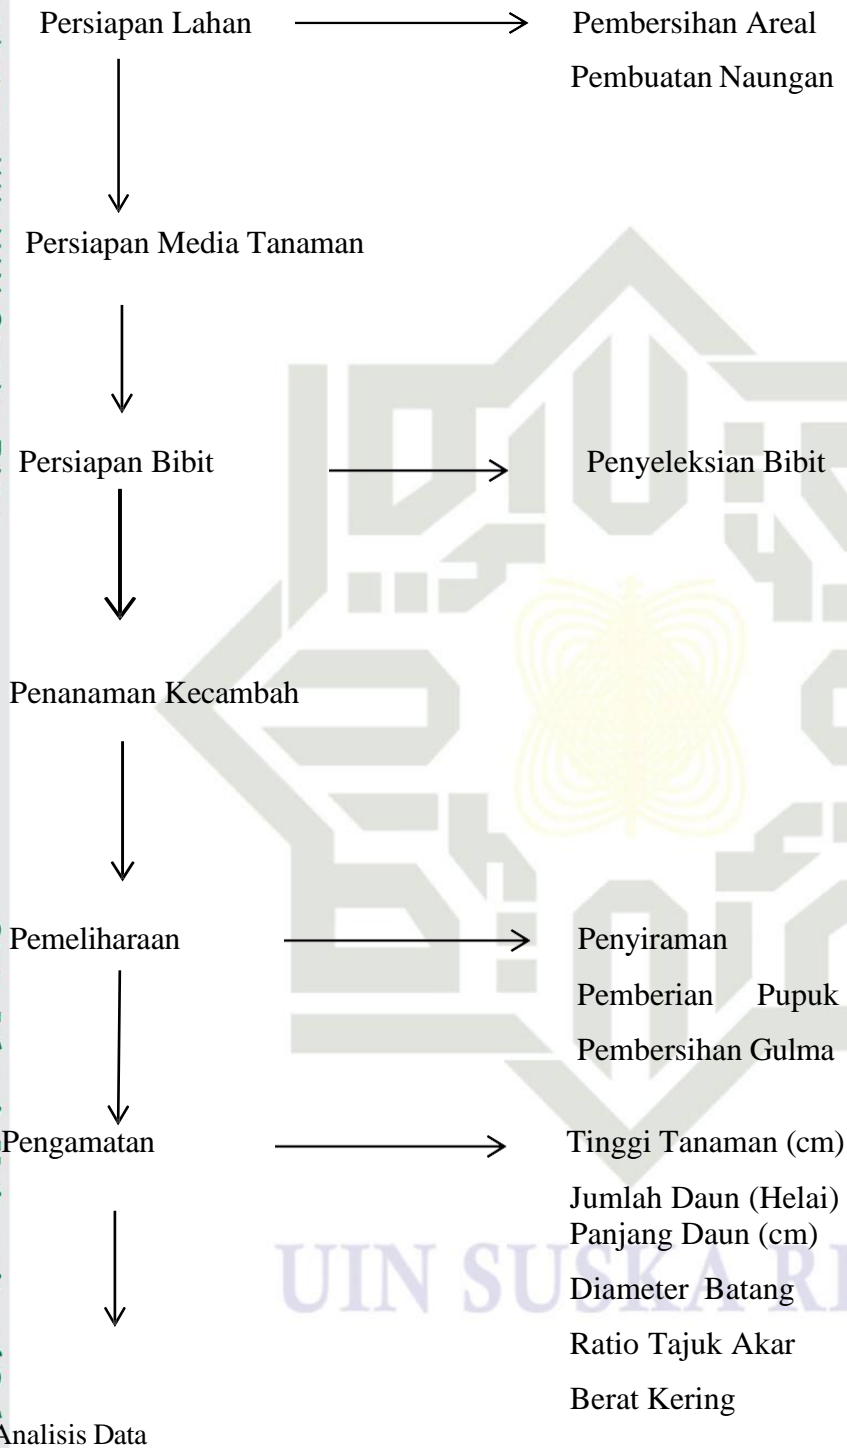 Persiapan Lahan
Pembersihan Areal
Pembuatan Naungan
Persiapan Media Tanaman
Persiapan Bibit
Penyeleksian Bibit
Penanaman Kecambah
Pemeliharaan
Penyiraman
Pemberian Pupuk
Pembersihan Gulma
Pengamatan
Tinggi Tanaman (cm)
Jumlah Daun (Helai)
Panjang Daun (cm)
Diameter Batang
Ratio Tajuk Akar
Berat Kering
Analisis Data
UIN SUSKA